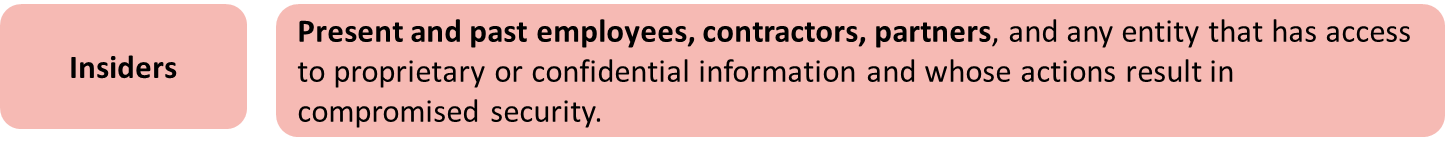 Insiders
Present and past employees, contractors, partners, and any entity that has access
to proprietary or confidential information and whose actions result in
compromised security.